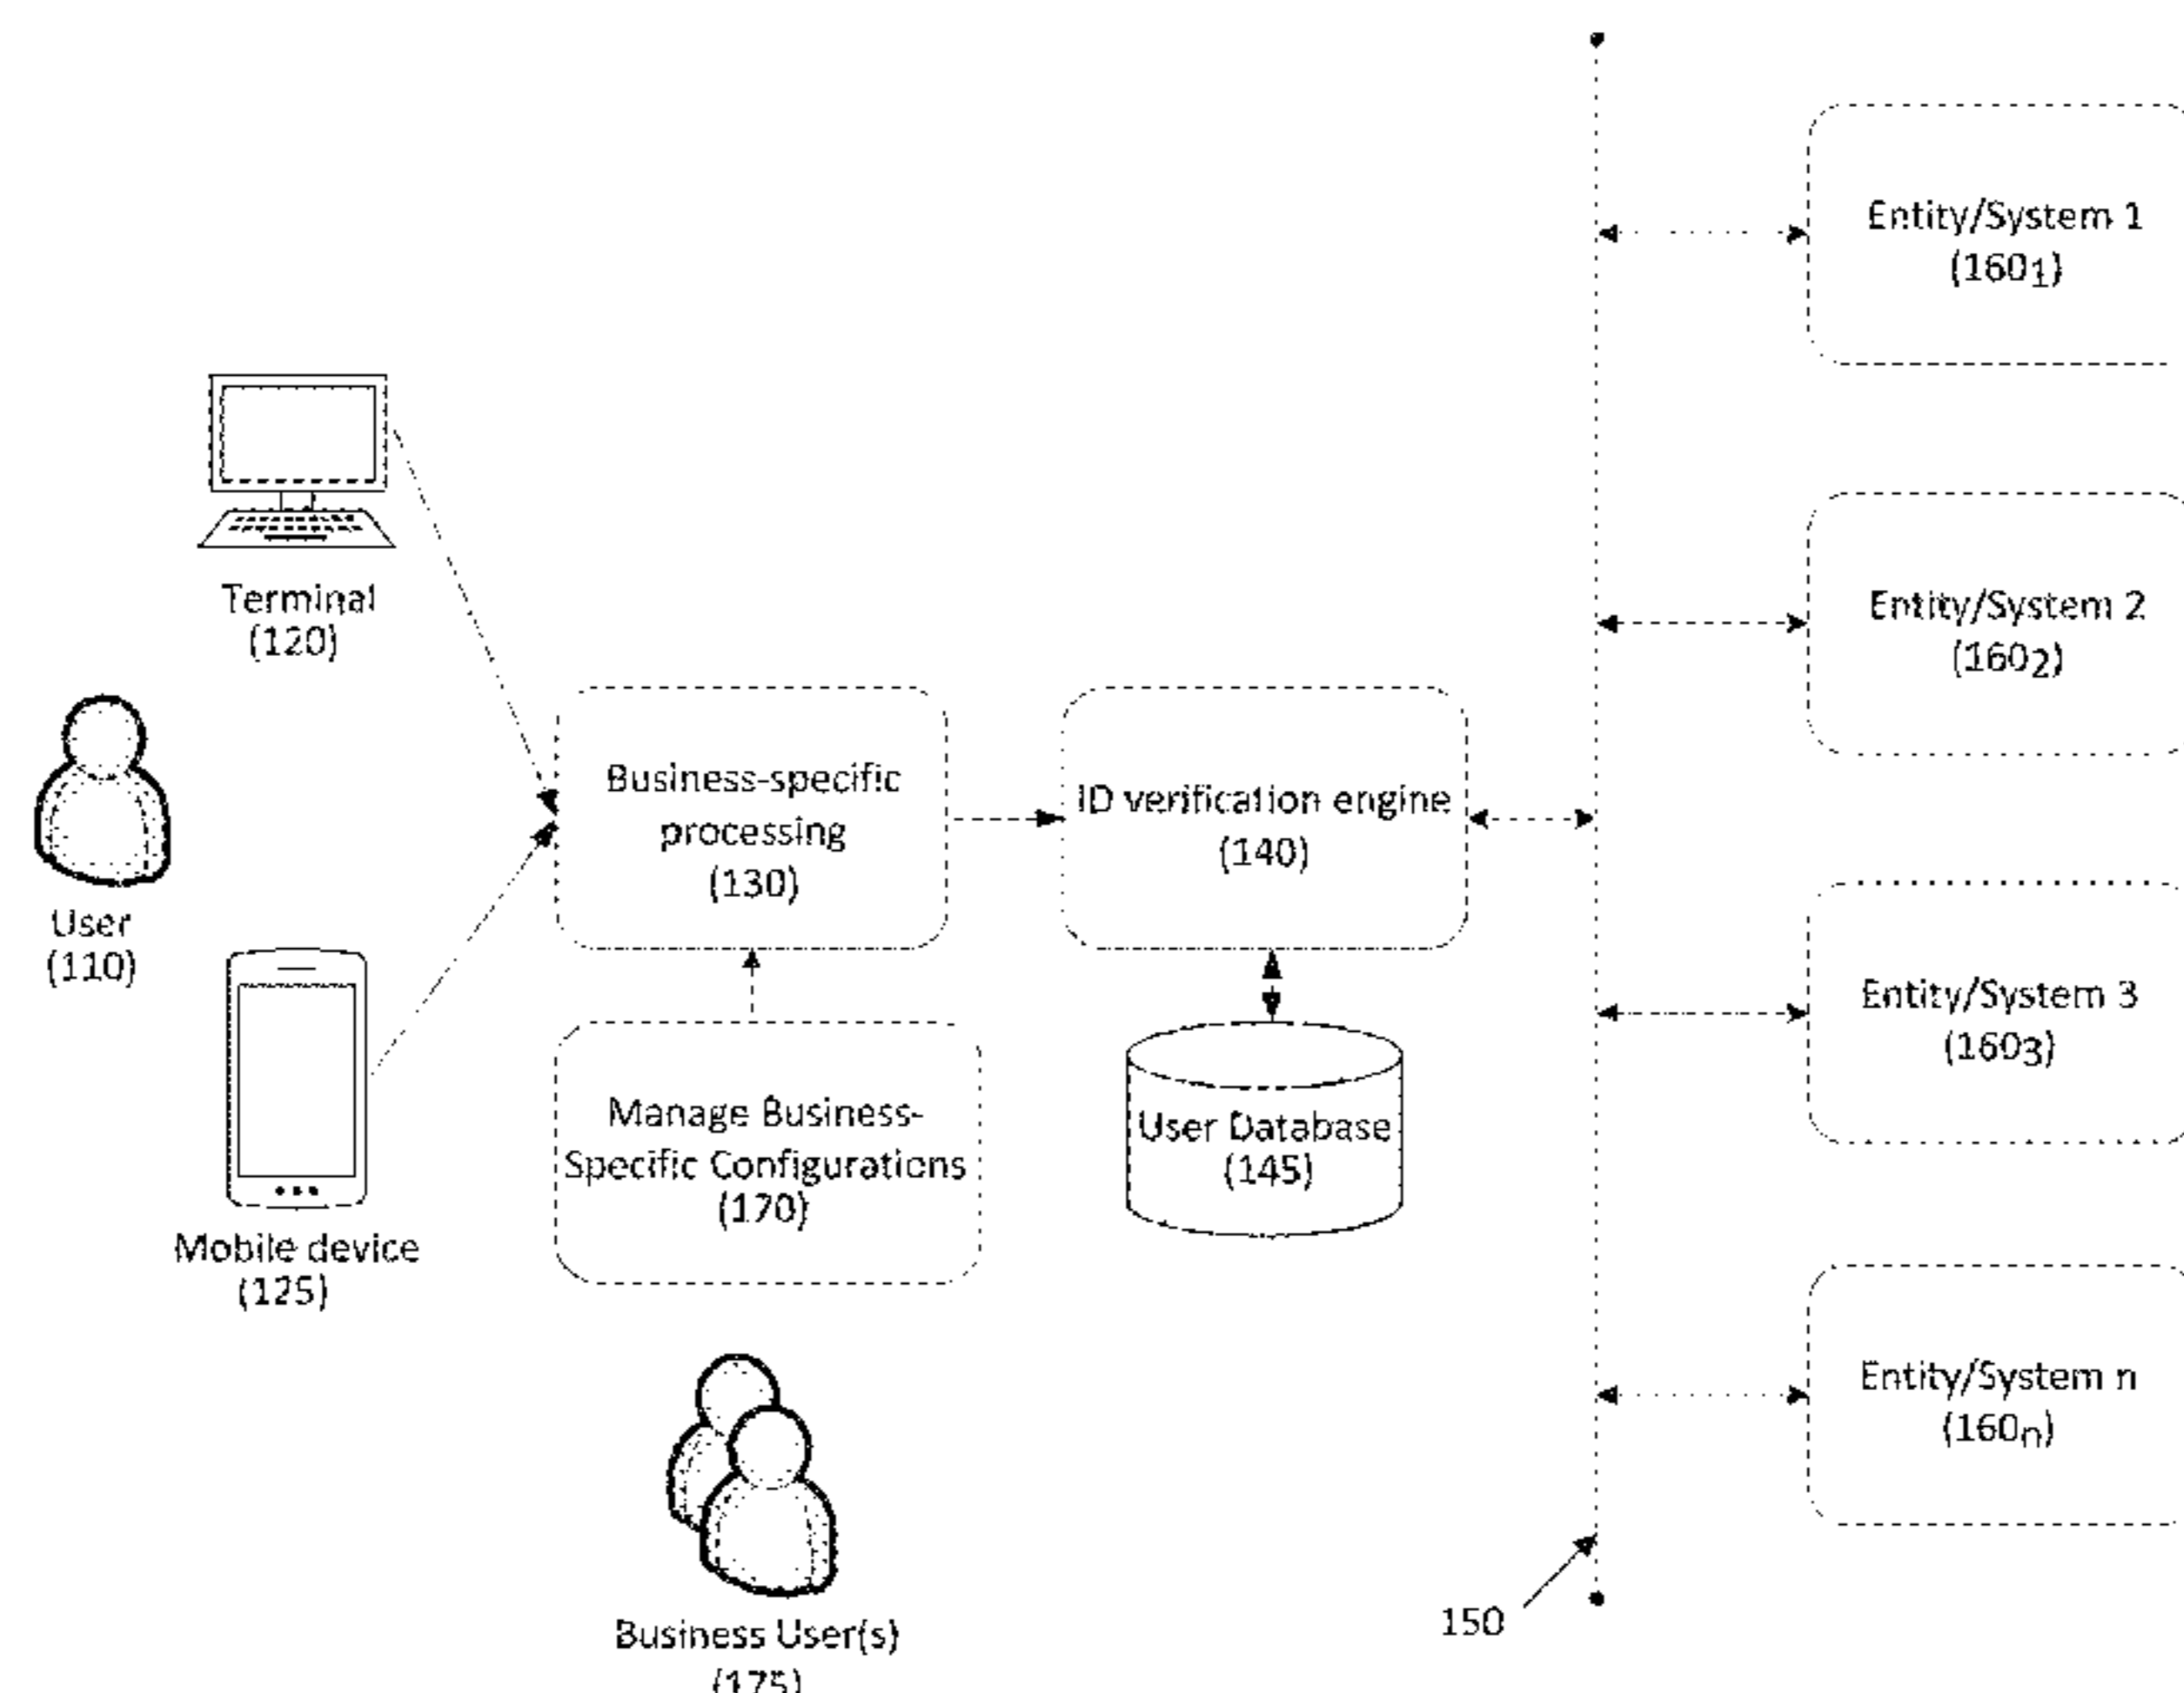 Entity/System 1
(160₁)
Terminal
(120)
Entity/System 2
(160₂)
Business-specific
processing
(130)
ID verification engine
(140)
User
(110)
Entity/System 3
(160₃)
Manage Business-
Specific Configurations
(170)
User Database
(145)
Mobile device
(125)
Entity/System n
(160ₙ)
150
Business User(s)
(175)